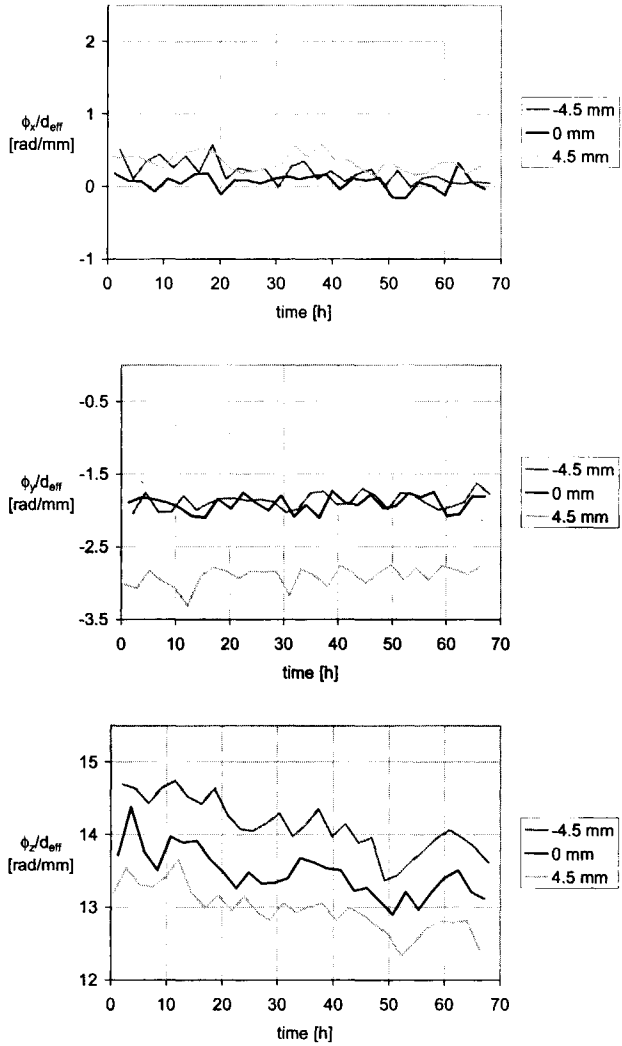 2
1
0
-1
ϕx/deff
[rad/mm]
0 10 20 30 40 50 60 70
time [h]
-4.5 mm
0 mm
4.5 mm
-0.5
-1.5
-2.5
-3.5
ϕy/deff
[rad/mm]
0 10 20 30 40 50 60 70
time [h]
-4.5 mm
0 mm
4.5 mm
15
14
13
12
ϕz/deff
[rad/mm]
0 10 20 30 40 50 60 70
time [h]
-4.5 mm
0 mm
4.5 mm